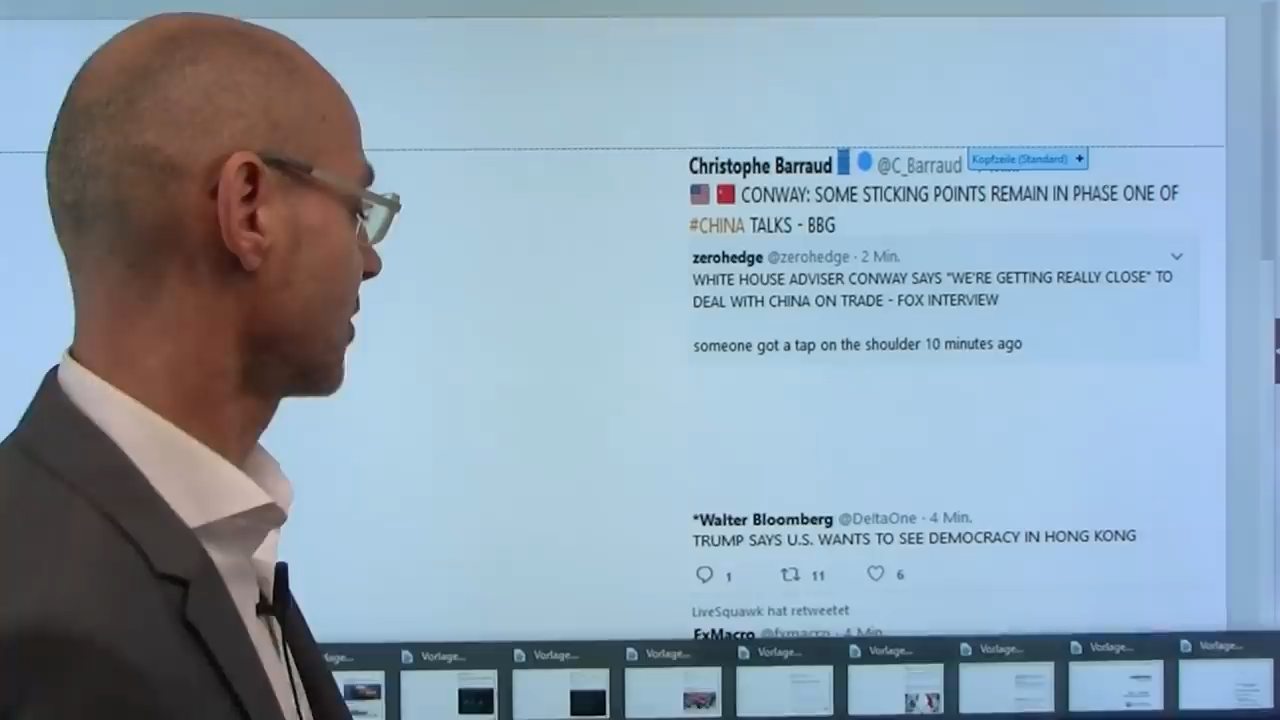 Christophe Barraud @C_Barraud
Kopfzeile (Standard) +
CONWAY: SOME STICKING POINTS REMAIN IN PHASE ONE OF
#CHINA TALKS - BBG
zerohedge @zerohedge · 2 Min.
WHITE HOUSE ADVISER CONWAY SAYS "WE'RE GETTING REALLY CLOSE" TO
DEAL WITH CHINA ON TRADE - FOX INTERVIEW
someone got a tap on the shoulder 10 minutes ago
*Walter Bloomberg @DeltaOne · 4 Min.
TRUMP SAYS U.S. WANTS TO SEE DEMOCRACY IN HONG KONG
1 11 6
LiveSquawk hat retweetet
FxMacro @fxmacro · 4 Min.
Vorlage... Vorlage... Vorlage... Vorlage... Vorlage... Vorlage... Vorlage... Vorlage...